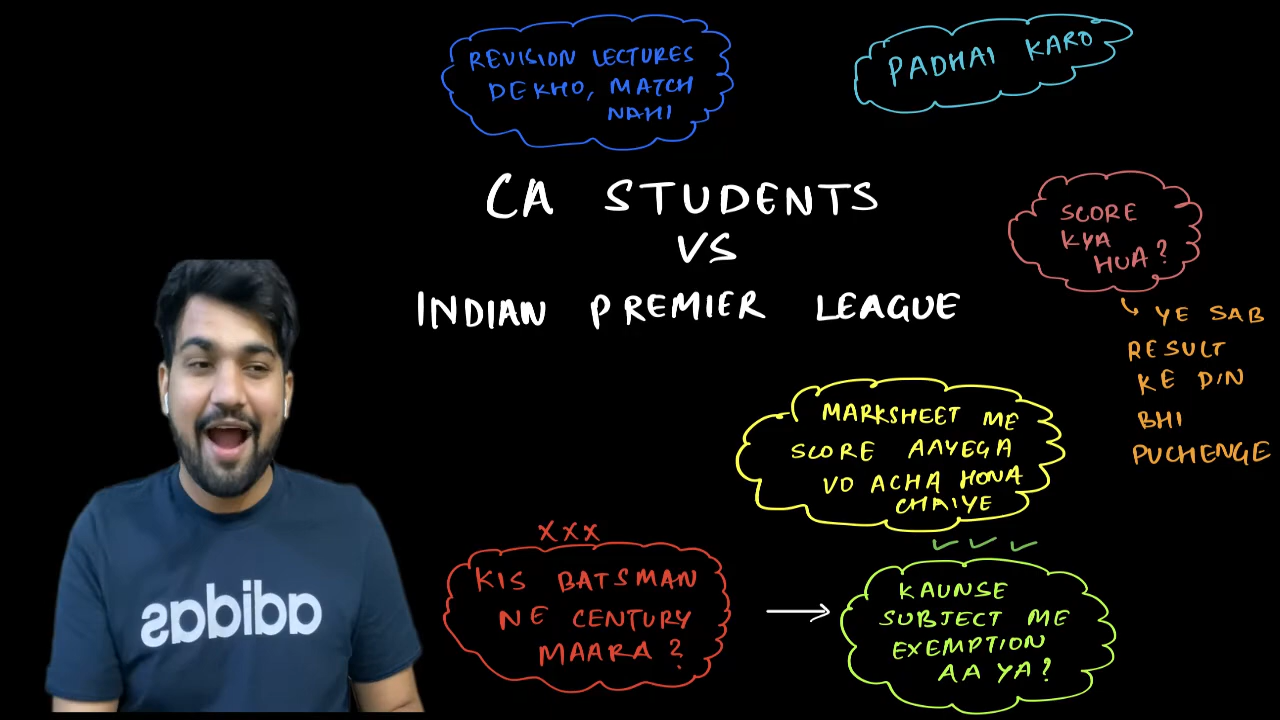 REVISION LECTURES
DEKHO, MATCH
NAHI
PADHAI KARO
CA STUDENTS
VS
INDIAN PREMIER LEAGUE
SCORE
KYA
HUA?
YE SAB
RESULT
KE DIN
BHI
PUCHENGE
MARKSHEET ME
SCORE AAYEGA
VO ACHA HONA
CHAIYE
XXX
KIS BATSMAN
NE CENTURY
MAARA?
KAUNSE
SUBJECT ME
EXEMPTION
AAYA?
adidas